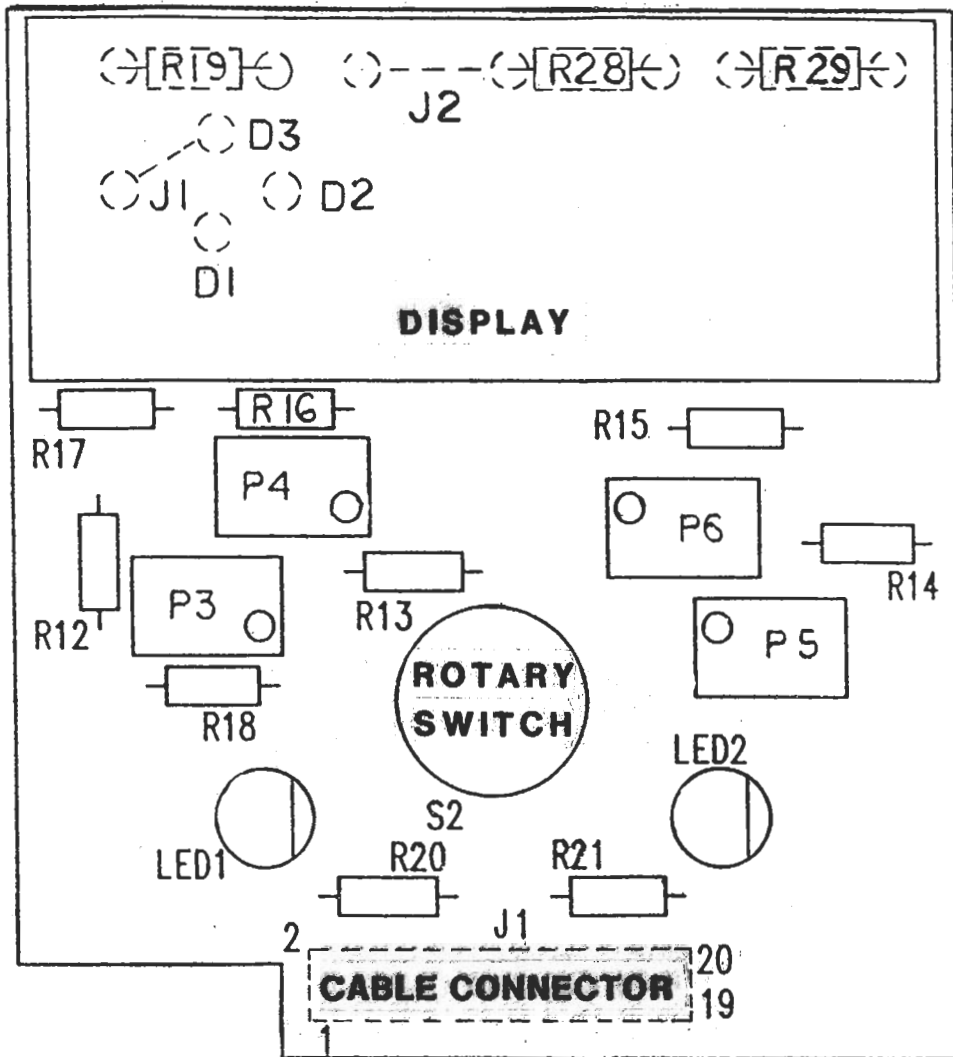 R19
R28
R29
J2
D3
J1
D2
D1
DISPLAY
R17
R16
R15
P4
P6
R14
R12
P3
R13
P5
R18
ROTARY
SWITCH
LED2
S2
LED1
R20
R21
2
J1
20
CABLE CONNECTOR
19
1